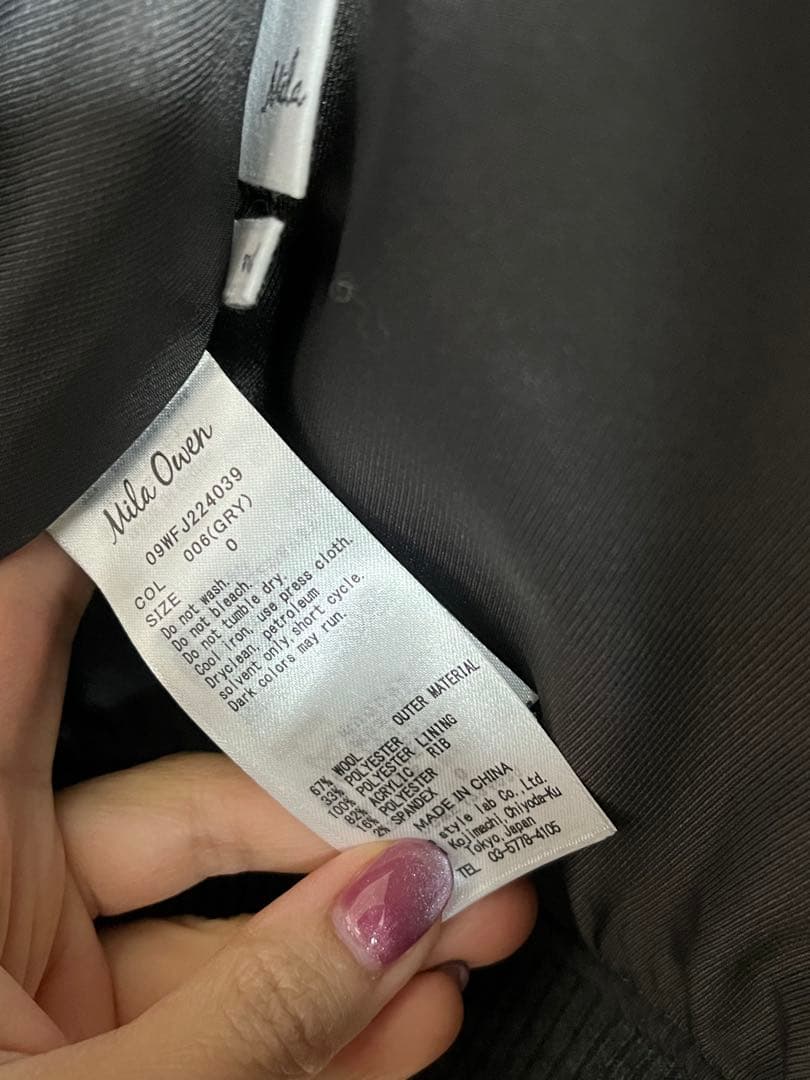 Mila
Mila Owen
09WFJ224039
COL 006(GRY)
SIZE 0
Do not wash.
Do not bleach.
Do not tumble dry.
Cool iron, use press cloth.
Dryclean, petroleum
solvent only, short cycle.
Dark colors may run.
OUTER MATERIAL
67% WOOL
33% POLYESTER
100% POLYESTER LINING
82% ACRYLIC RIB
16% POLYESTER
2% SPANDEX
MADE IN CHINA
style lab Co., Ltd.
Kojimachi, Chiyoda-Ku
Tokyo, Japan
TEL 03-5778-4105